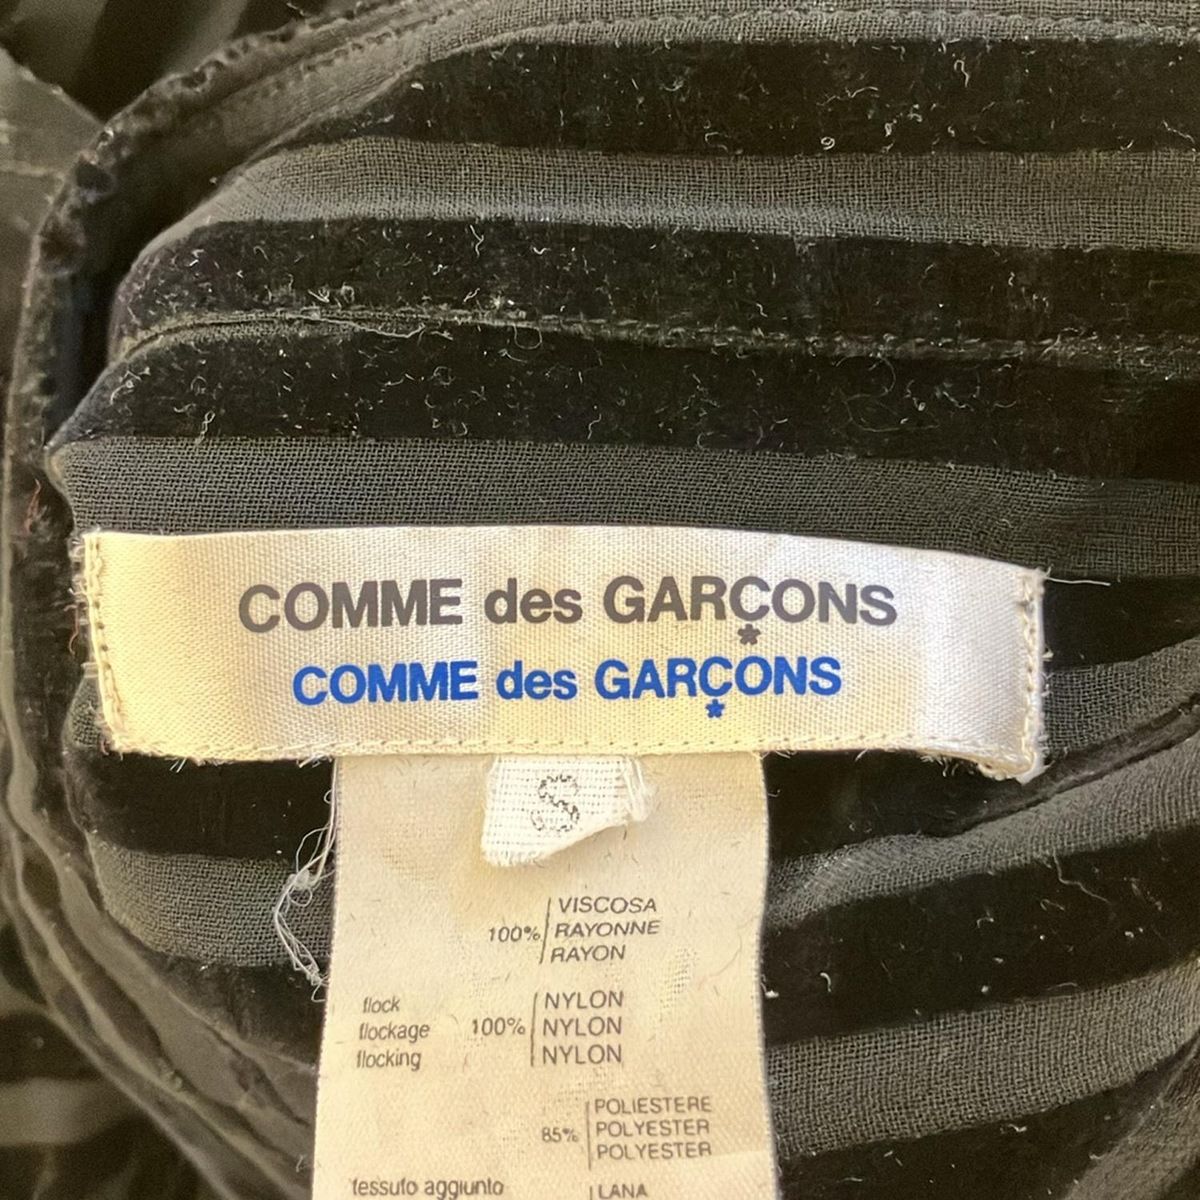 COMME des GARÇONS
*
COMME des GARÇONS
*
S
100% VISCOSA
RAYONNE
RAYON
flock
flockage
flocking
100% NYLON
NYLON
NYLON
85% POLIESTERE
POLYESTER
POLYESTER
tessuto aggiunto
LANA